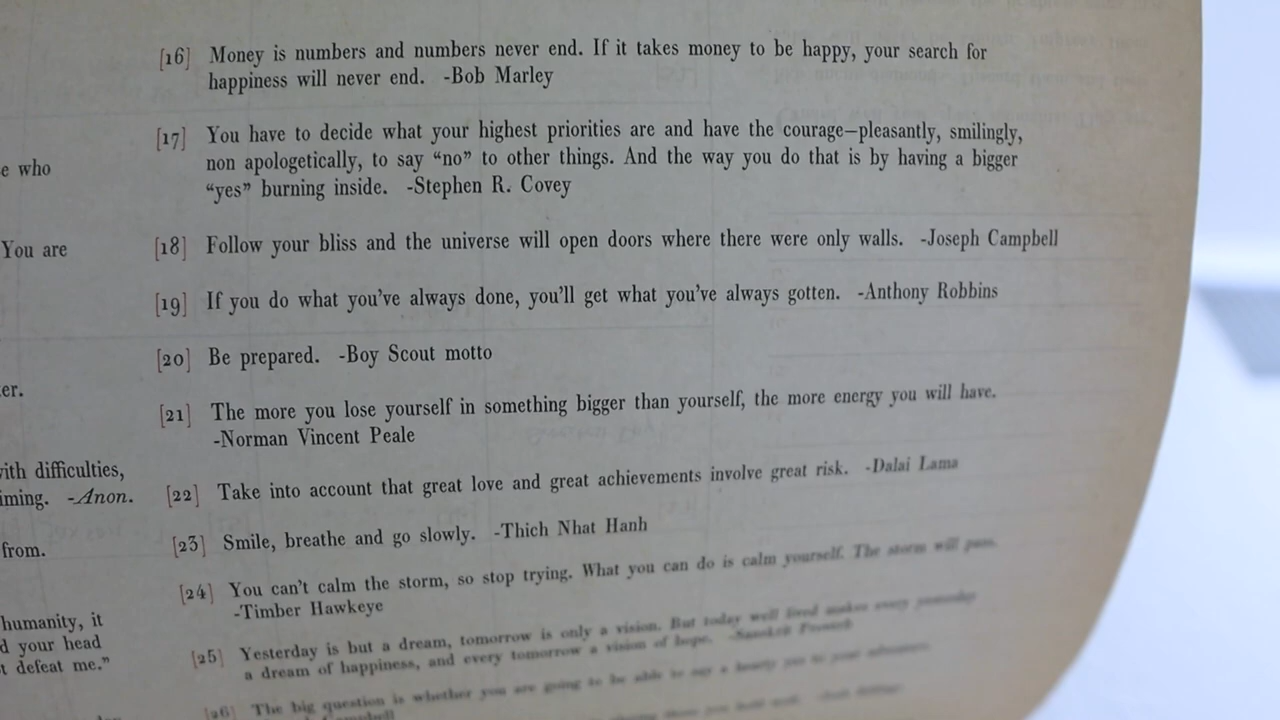 e who
You are
er.
ith difficulties,
iming. -Anon.
from.
humanity, it
d your head
t defeat me.”
[16] Money is numbers and numbers never end. If it takes money to be happy, your search for
happiness will never end. -Bob Marley
[17] You have to decide what your highest priorities are and have the courage—pleasantly, smilingly,
non apologetically, to say “no” to other things. And the way you do that is by having a bigger
“yes” burning inside. -Stephen R. Covey
[18] Follow your bliss and the universe will open doors where there were only walls. -Joseph Campbell
[19] If you do what you’ve always done, you’ll get what you’ve always gotten. -Anthony Robbins
[20] Be prepared. -Boy Scout motto
[21] The more you lose yourself in something bigger than yourself, the more energy you will have.
-Norman Vincent Peale
[22] Take into account that great love and great achievements involve great risk. -Dalai Lama
[23] Smile, breathe and go slowly. -Thich Nhat Hanh
[24] You can’t calm the storm, so stop trying. What you can do is calm yourself. The storm will pass.
-Timber Hawkeye
[25] Yesterday is but a dream, tomorrow is only a vision. But today well lived makes every yesterday
a dream of happiness, and every tomorrow a vision of hope. -Sanskrit Proverb
[26] The big question is whether you are going to be able to say a hearty yes to your adventure.
Campbell